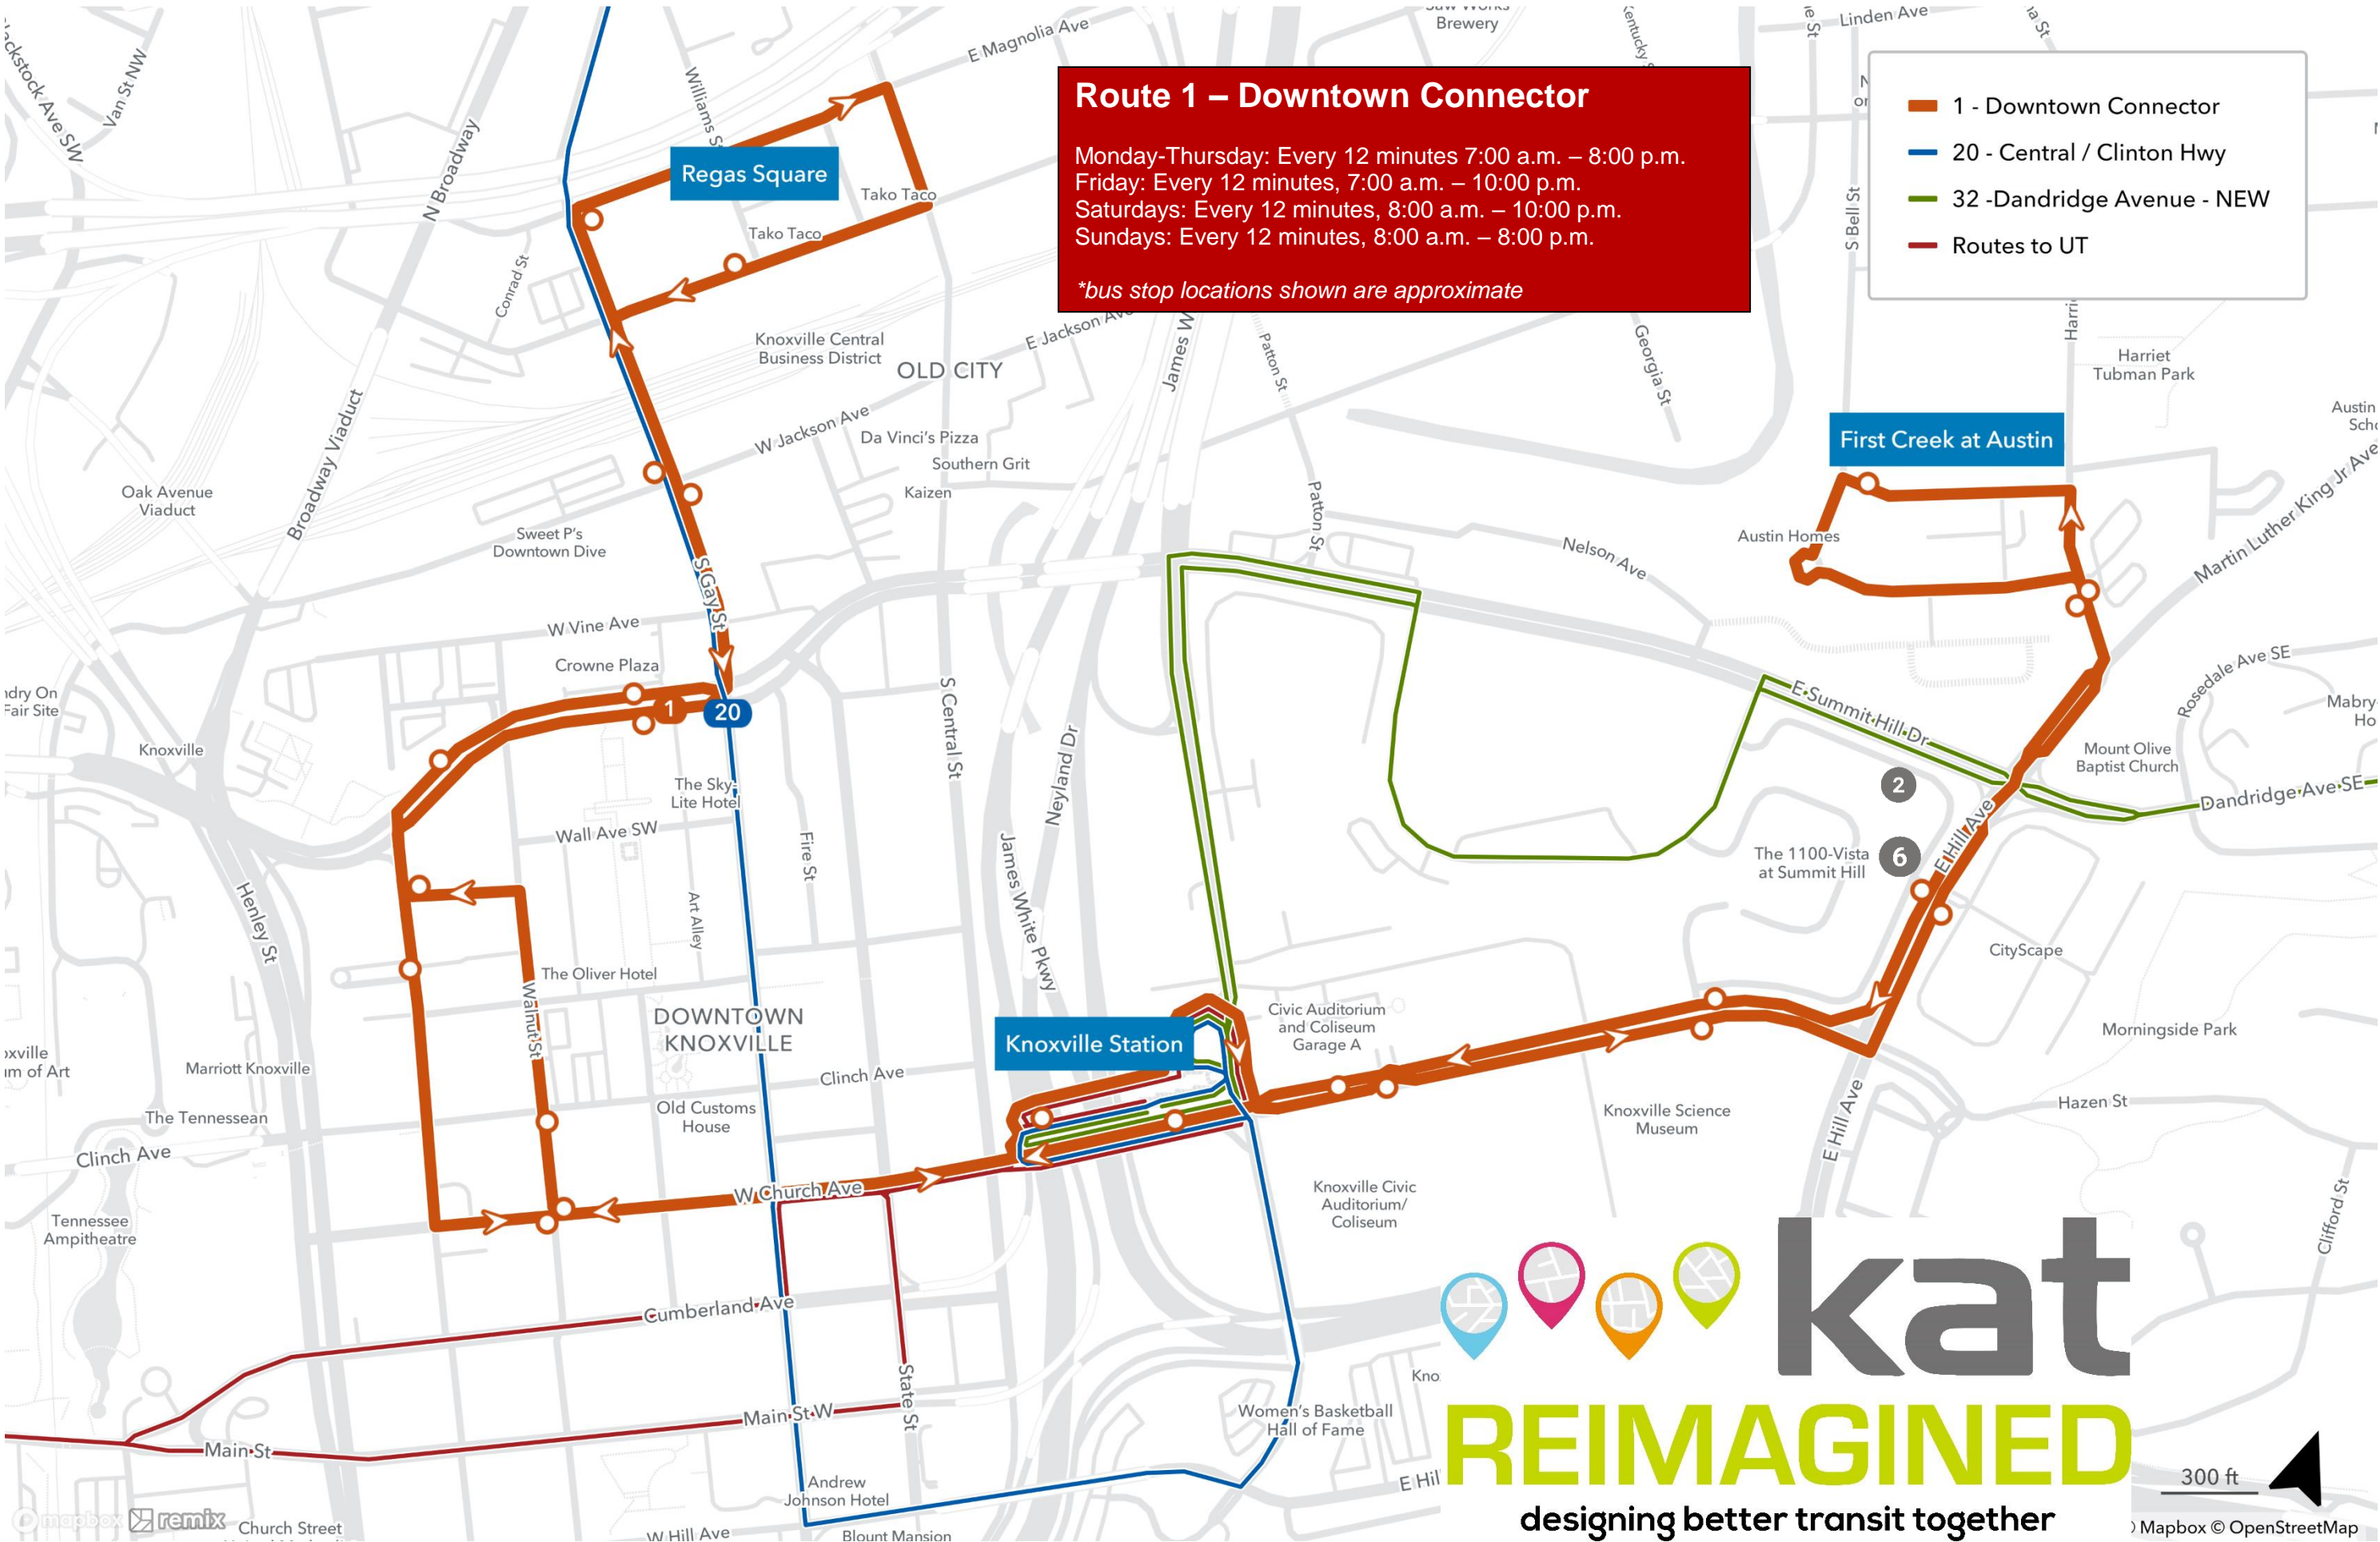 Brewery
Linden Ave
E Magnolia Ave
Van St NW
Williams S
N Broadway
Route 1 – Downtown Connector
Monday-Thursday: Every 12 minutes 7:00 a.m. – 8:00 p.m.
Friday: Every 12 minutes, 7:00 a.m. – 10:00 p.m.
Saturdays: Every 12 minutes, 8:00 a.m. – 10:00 p.m.
Sundays: Every 12 minutes, 8:00 a.m. – 8:00 p.m.
*bus stop locations shown are approximate
1 - Downtown Connector
20 - Central / Clinton Hwy
32 -Dandridge Avenue - NEW
Routes to UT
Regas Square
Tako Taco
Tako Taco
S Bell St
Conrad St
Knoxville Central
Business District
OLD CITY
E Jackson Ave
James W
Patton St
Georgia St
Harri
Harriet
Tubman Park
Austin
Broadway Viaduct
W Jackson Ave
Da Vinci's Pizza
Southern Grit
Kaizen
First Creek at Austin
Martin Luther King Jr Ave
Oak Avenue
Viaduct
Sweet P's
Downtown Dive
Patton St
Nelson Ave
Austin Homes
S Gay St
W Vine Ave
Crowne Plaza
1
20
Knoxville
S Central St
Neyland Dr
E Summit Hill Dr
Rosedale Ave SE
Mabry
Ho
Mount Olive
Baptist Church
Dandridge Ave SE
2
6
The 1100-Vista
at Summit Hill
E Hill Ave
The Sky-
Lite Hotel
Wall Ave SW
Fire St
Art Alley
James White Pkwy
Henley St
The Oliver Hotel
Walnut St
DOWNTOWN
KNOXVILLE
Knoxville Station
Civic Auditorium
and Coliseum
Garage A
CityScape
Morningside Park
Marriott Knoxville
Clinch Ave
The Tennessean
Old Customs
House
Clinch Ave
Knoxville Science
Museum
Hazen St
E Hill Ave
W Church Ave
Knoxville Civic
Auditorium/
Coliseum
Clifford St
Tennessee
Ampitheatre
Cumberland Ave
State St
Main St W
Main St
Women's Basketball
Hall of Fame
kat
REIMAGINED
designing better transit together
Andrew
Johnson Hotel
Blount Mansion
W Hill Ave
Church Street
mapbox remix
300 ft
Mapbox © OpenStreetMap